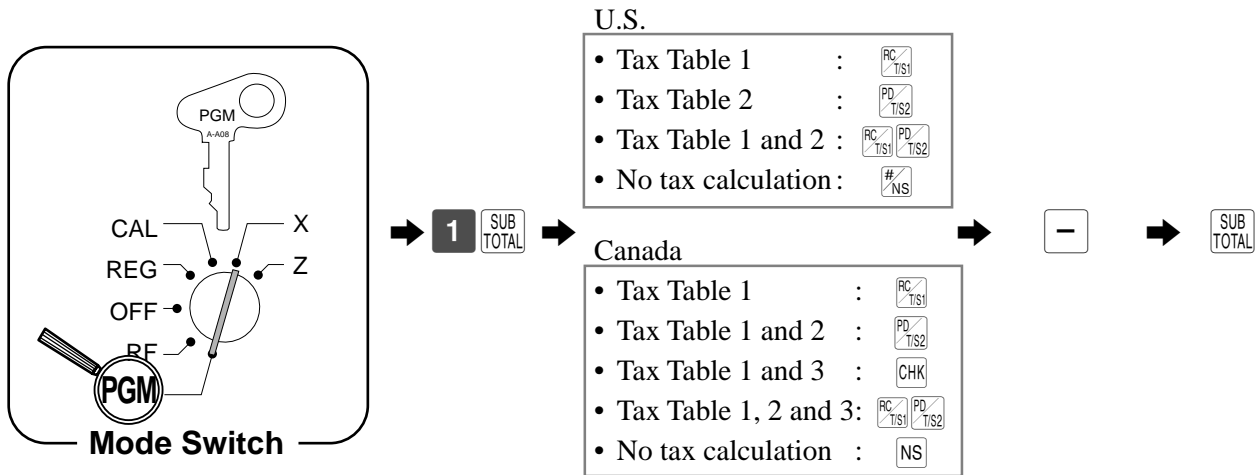 PGM
A-A08
CAL
X
REG
Z
OFF
RF
PGM
Mode Switch
1 SUB TOTAL
U.S.
• Tax Table 1 : RC T/S1
• Tax Table 2 : PD T/S2
• Tax Table 1 and 2 : RC T/S1 PD T/S2
• No tax calculation : # NS
Canada
• Tax Table 1 : RC T/S1
• Tax Table 1 and 2 : PD T/S2
• Tax Table 1 and 3 : CHK
• Tax Table 1, 2 and 3: RC T/S1 PD T/S2
• No tax calculation : NS
−
SUB TOTAL